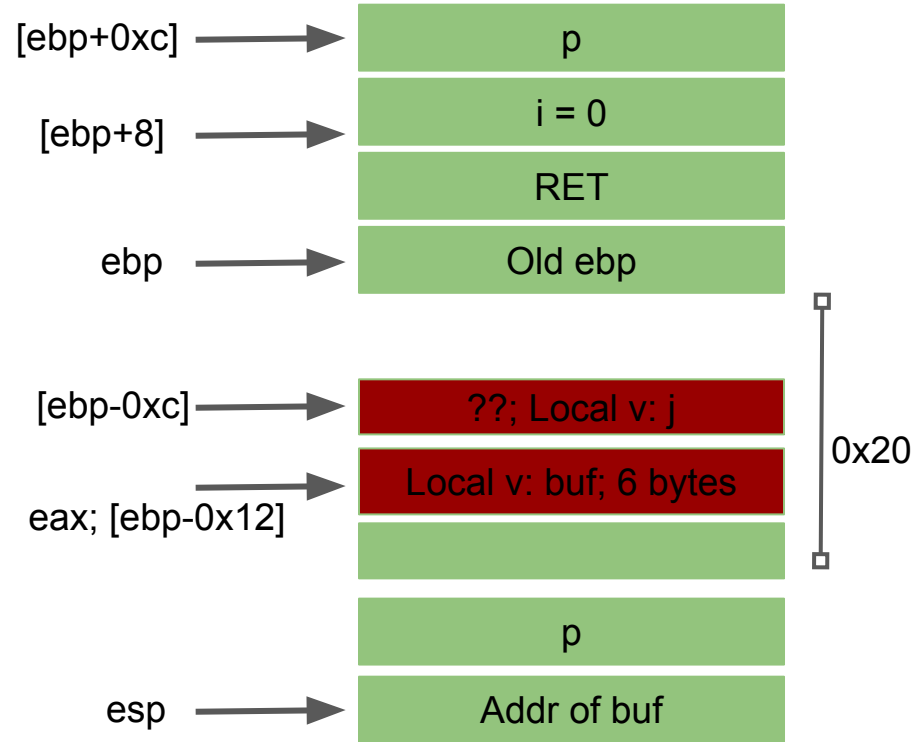 [ebp+0xc]
p
[ebp+8]
i = 0
RET
ebp
Old ebp
[ebp-0xc]
??; Local v: j
0x20
Local v: buf; 6 bytes
eax; [ebp-0x12]
p
esp
Addr of buf